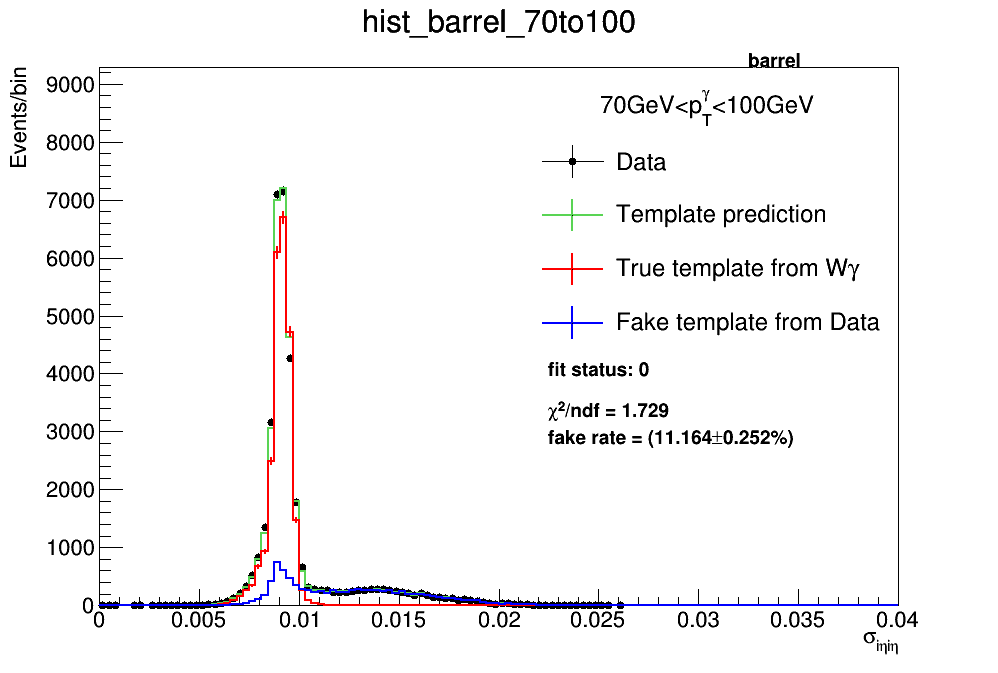 hist_barrel_70to100
barrel
Events/bin
9000
8000
7000
6000
5000
4000
3000
2000
1000
0
70GeV<p_T^γ<100GeV
Data
Template prediction
True template from Wγ
Fake template from Data
fit status: 0
χ²/ndf = 1.729
fake rate = (11.164±0.252%)
0 0.005 0.01 0.015 0.02 0.025 0.03 0.035 0.04
σ_iηiη